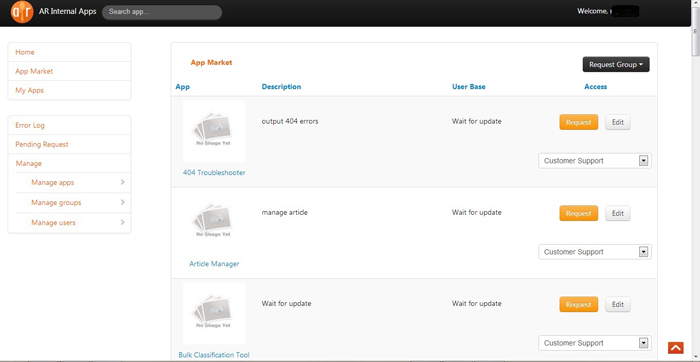 ar AR Internal Apps Search app... Welcome,
Home
App Market
My Apps
Error Log
Pending Request
Manage
Manage apps
Manage groups
Manage users
App Market Request Group
App Description User Base Access
No Image Yet
404 Troubleshooter output 404 errors Wait for update Request Edit
Customer Support
No Image Yet
Article Manager manage article Wait for update Request Edit
Customer Support
No Image Yet
Bulk Classification Tool Wait for update Wait for update Request Edit
Customer Support